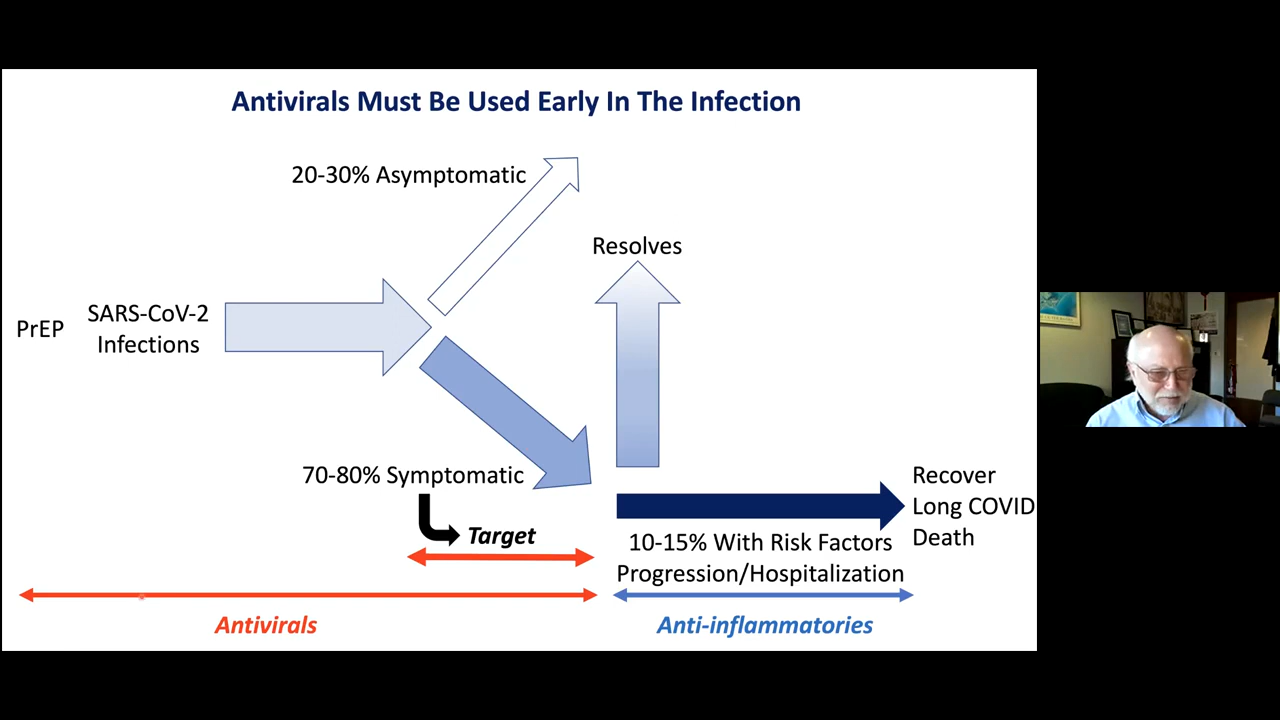 Antivirals Must Be Used Early In The Infection
20-30% Asymptomatic
Resolves
PrEP
SARS-CoV-2
Infections
70-80% Symptomatic
Target
Recover
Long COVID
Death
10-15% With Risk Factors
Progression/Hospitalization
Antivirals
Anti-inflammatories